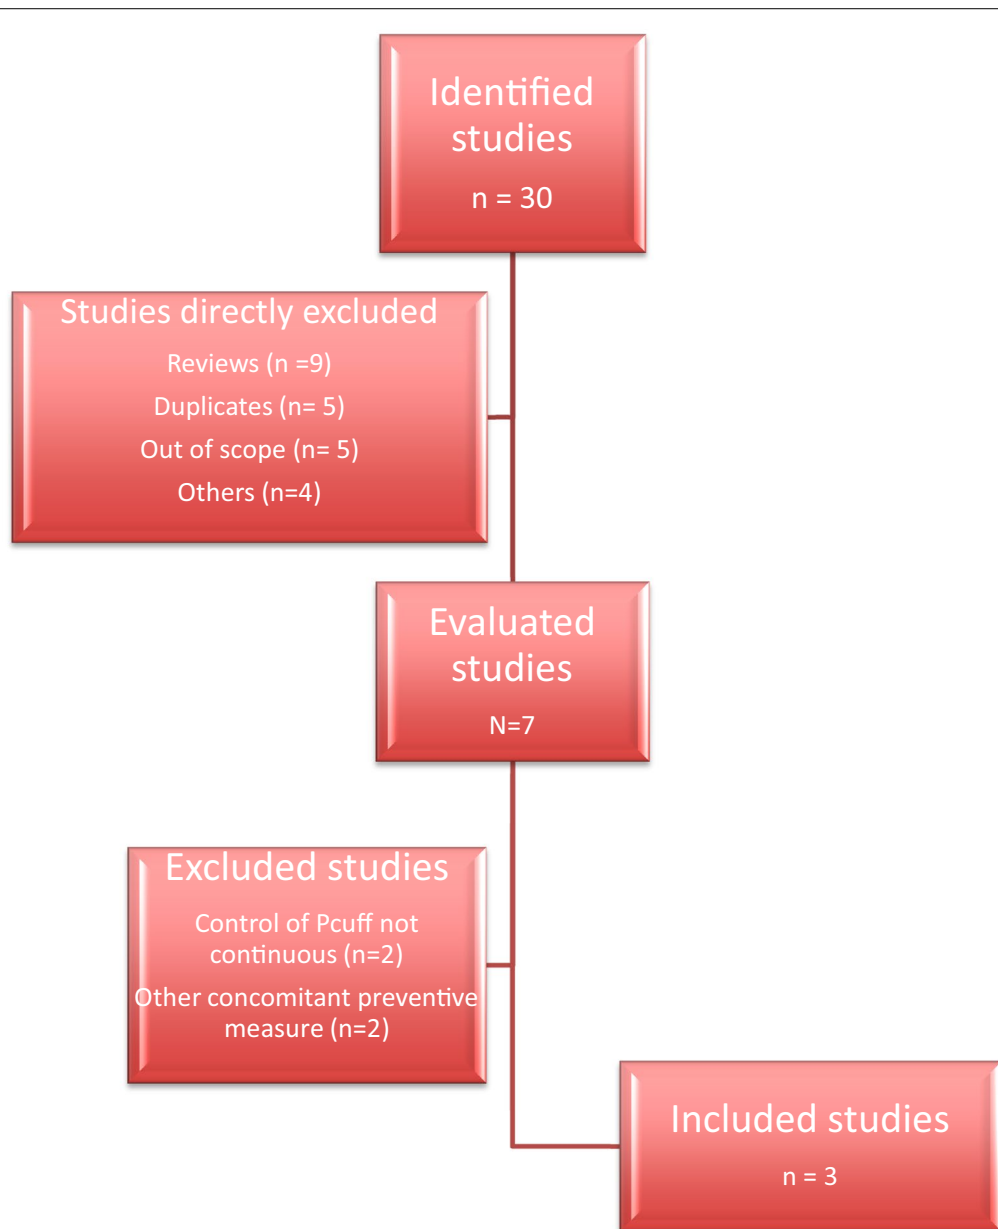 Identified
studies
n = 30
Studies directly excluded
Reviews (n =9)
Duplicates (n= 5)
Out of scope (n= 5)
Others (n=4)
Evaluated
studies
N=7
Excluded studies
Control of Pcuff not
continuous (n=2)
Other concomitant preventive
measure (n=2)
Included studies
n = 3